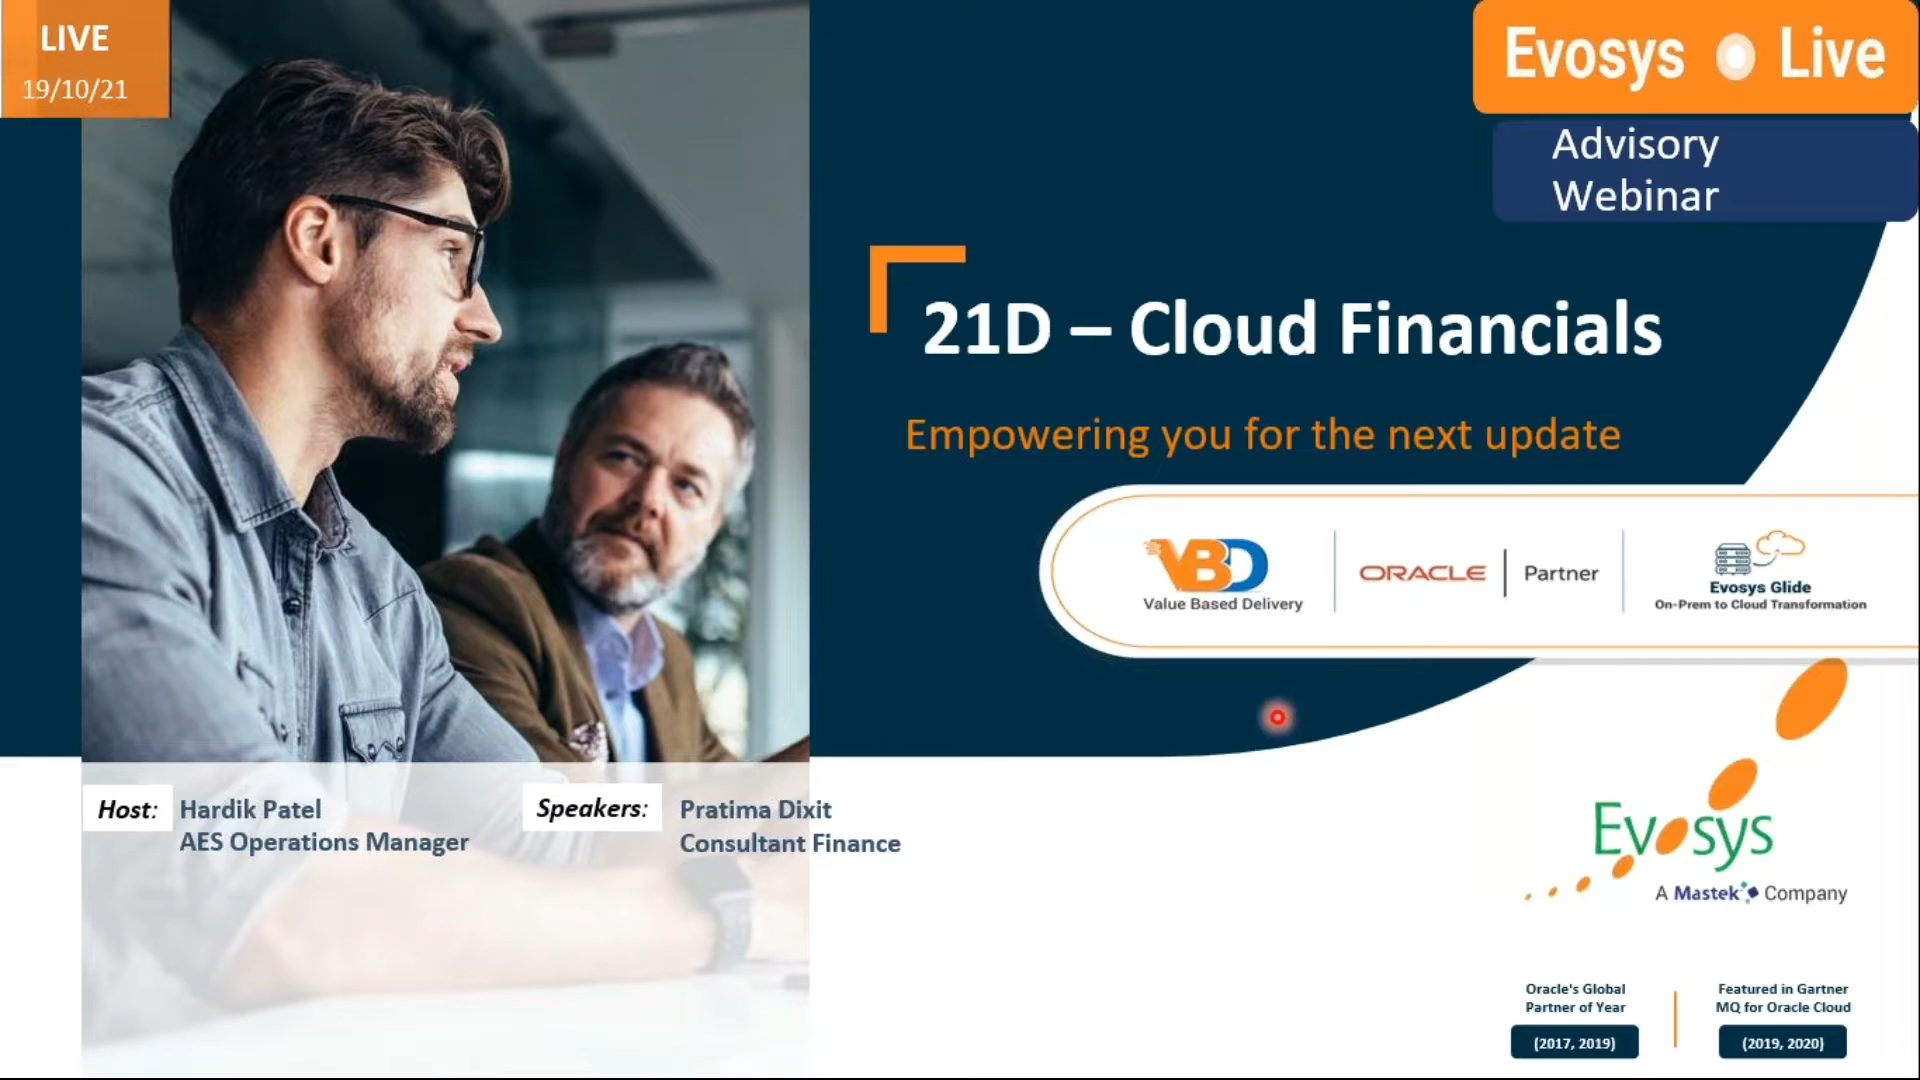 LIVE
19/10/21
Evosys Live
Advisory
Webinar
21D – Cloud Financials
Empowering you for the next update
VBD
Value Based Delivery
ORACLE | Partner
Evosys Glide
On-Prem to Cloud Transformation
Host: Hardik Patel
AES Operations Manager
Speakers: Pratima Dixit
Consultant Finance
Evosys
A Mastek Company
Oracle's Global
Partner of Year
(2017, 2019)
Featured in Gartner
MQ for Oracle Cloud
(2019, 2020)